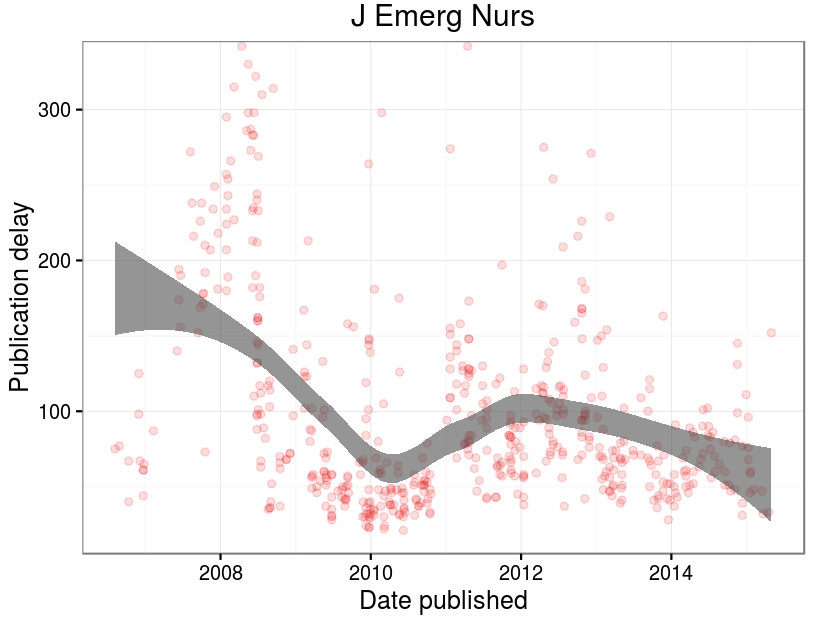 J Emerg Nurs
Publication delay
300
200
100
2008 2010 2012 2014
Date published